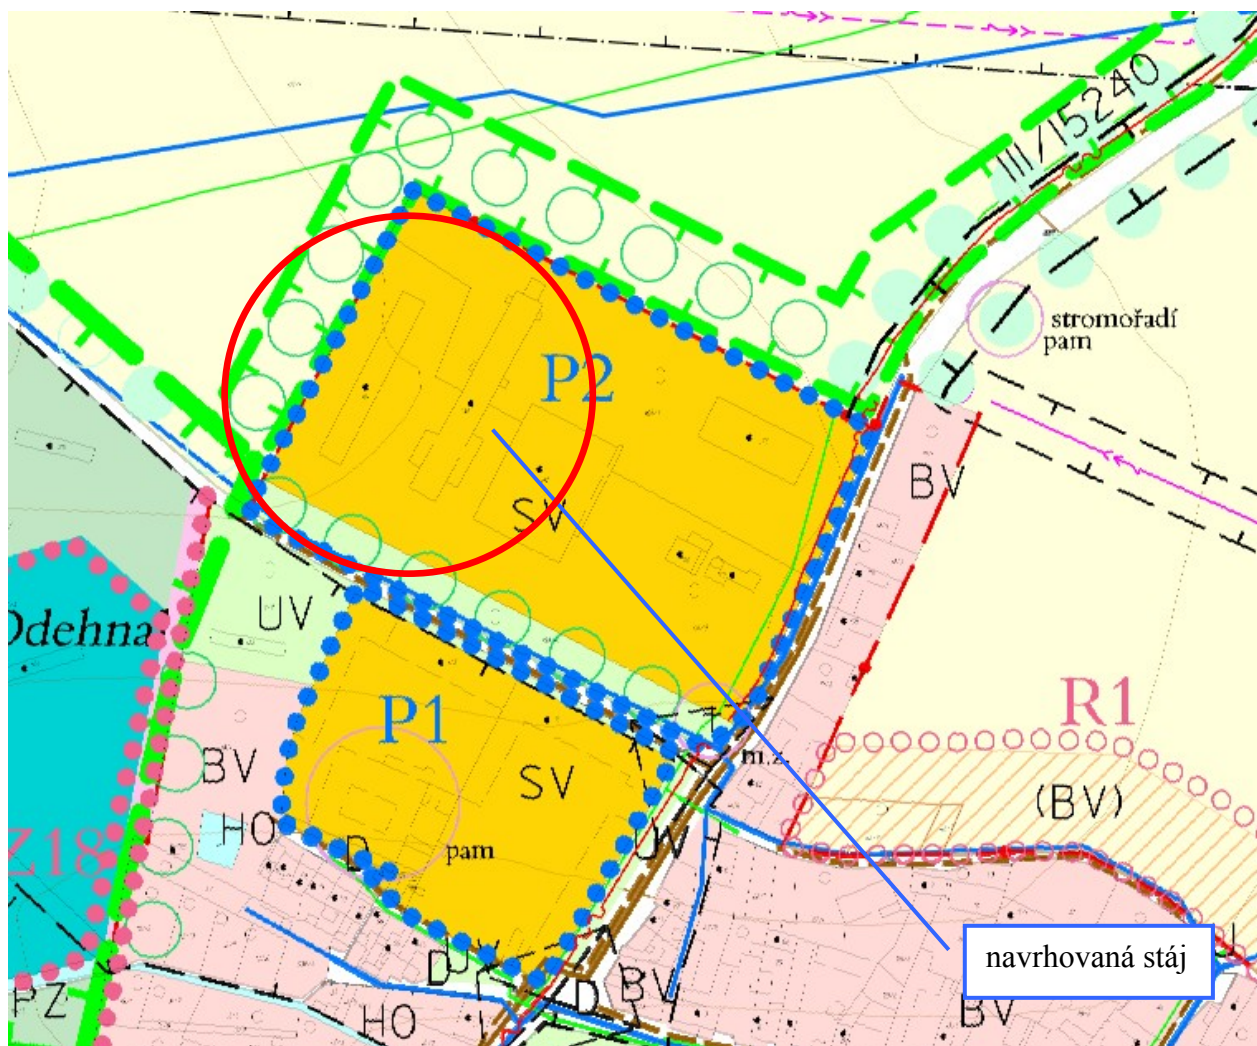 III/15240
stromořadí
pam
P2
BV
SV
UV
Odehna
P1
R1
m.z.
BV
SV
(BV)
HO
D
pam
UW
Z18
navrhovaná stáj
D
BV
PZ
HO
D
BV